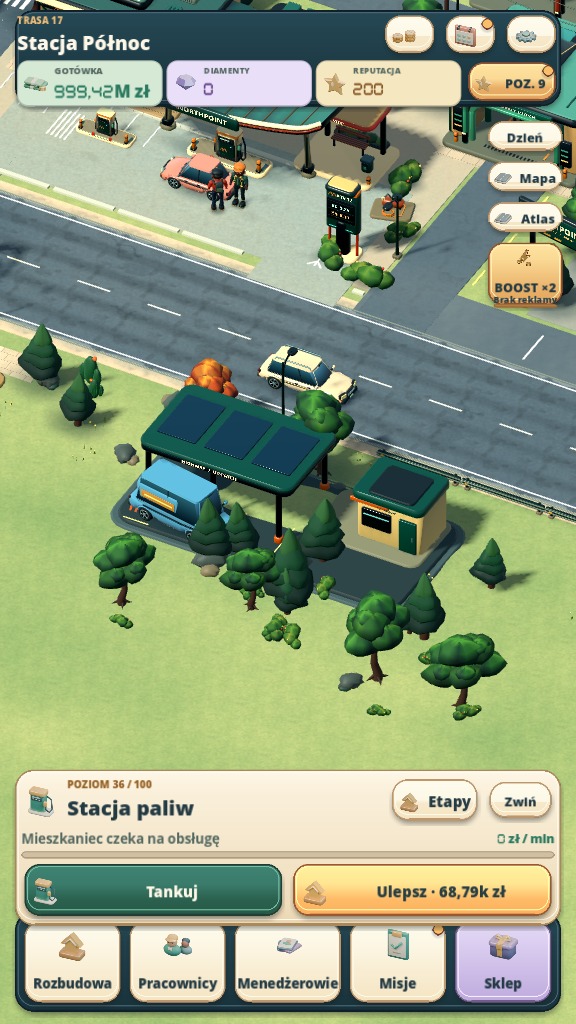 TRASA 17
Stacja Północ
GOTÓWKA
999,42M zł
DIAMENTY
0
REPUTACJA
200
POZ. 9
NORTHPOINT
Dzień
Mapa
Atlas
BOOST ×2
Brak reklamy
POZIOM 36 / 100
Stacja paliw
Etapy
Zwiń
Mieszkaniec czeka na obsługę
0 zł / min
Tankuj
Ulepsz · 68,79k zł
Rozbudowa
Pracownicy
Menedżerowie
Misje
Sklep